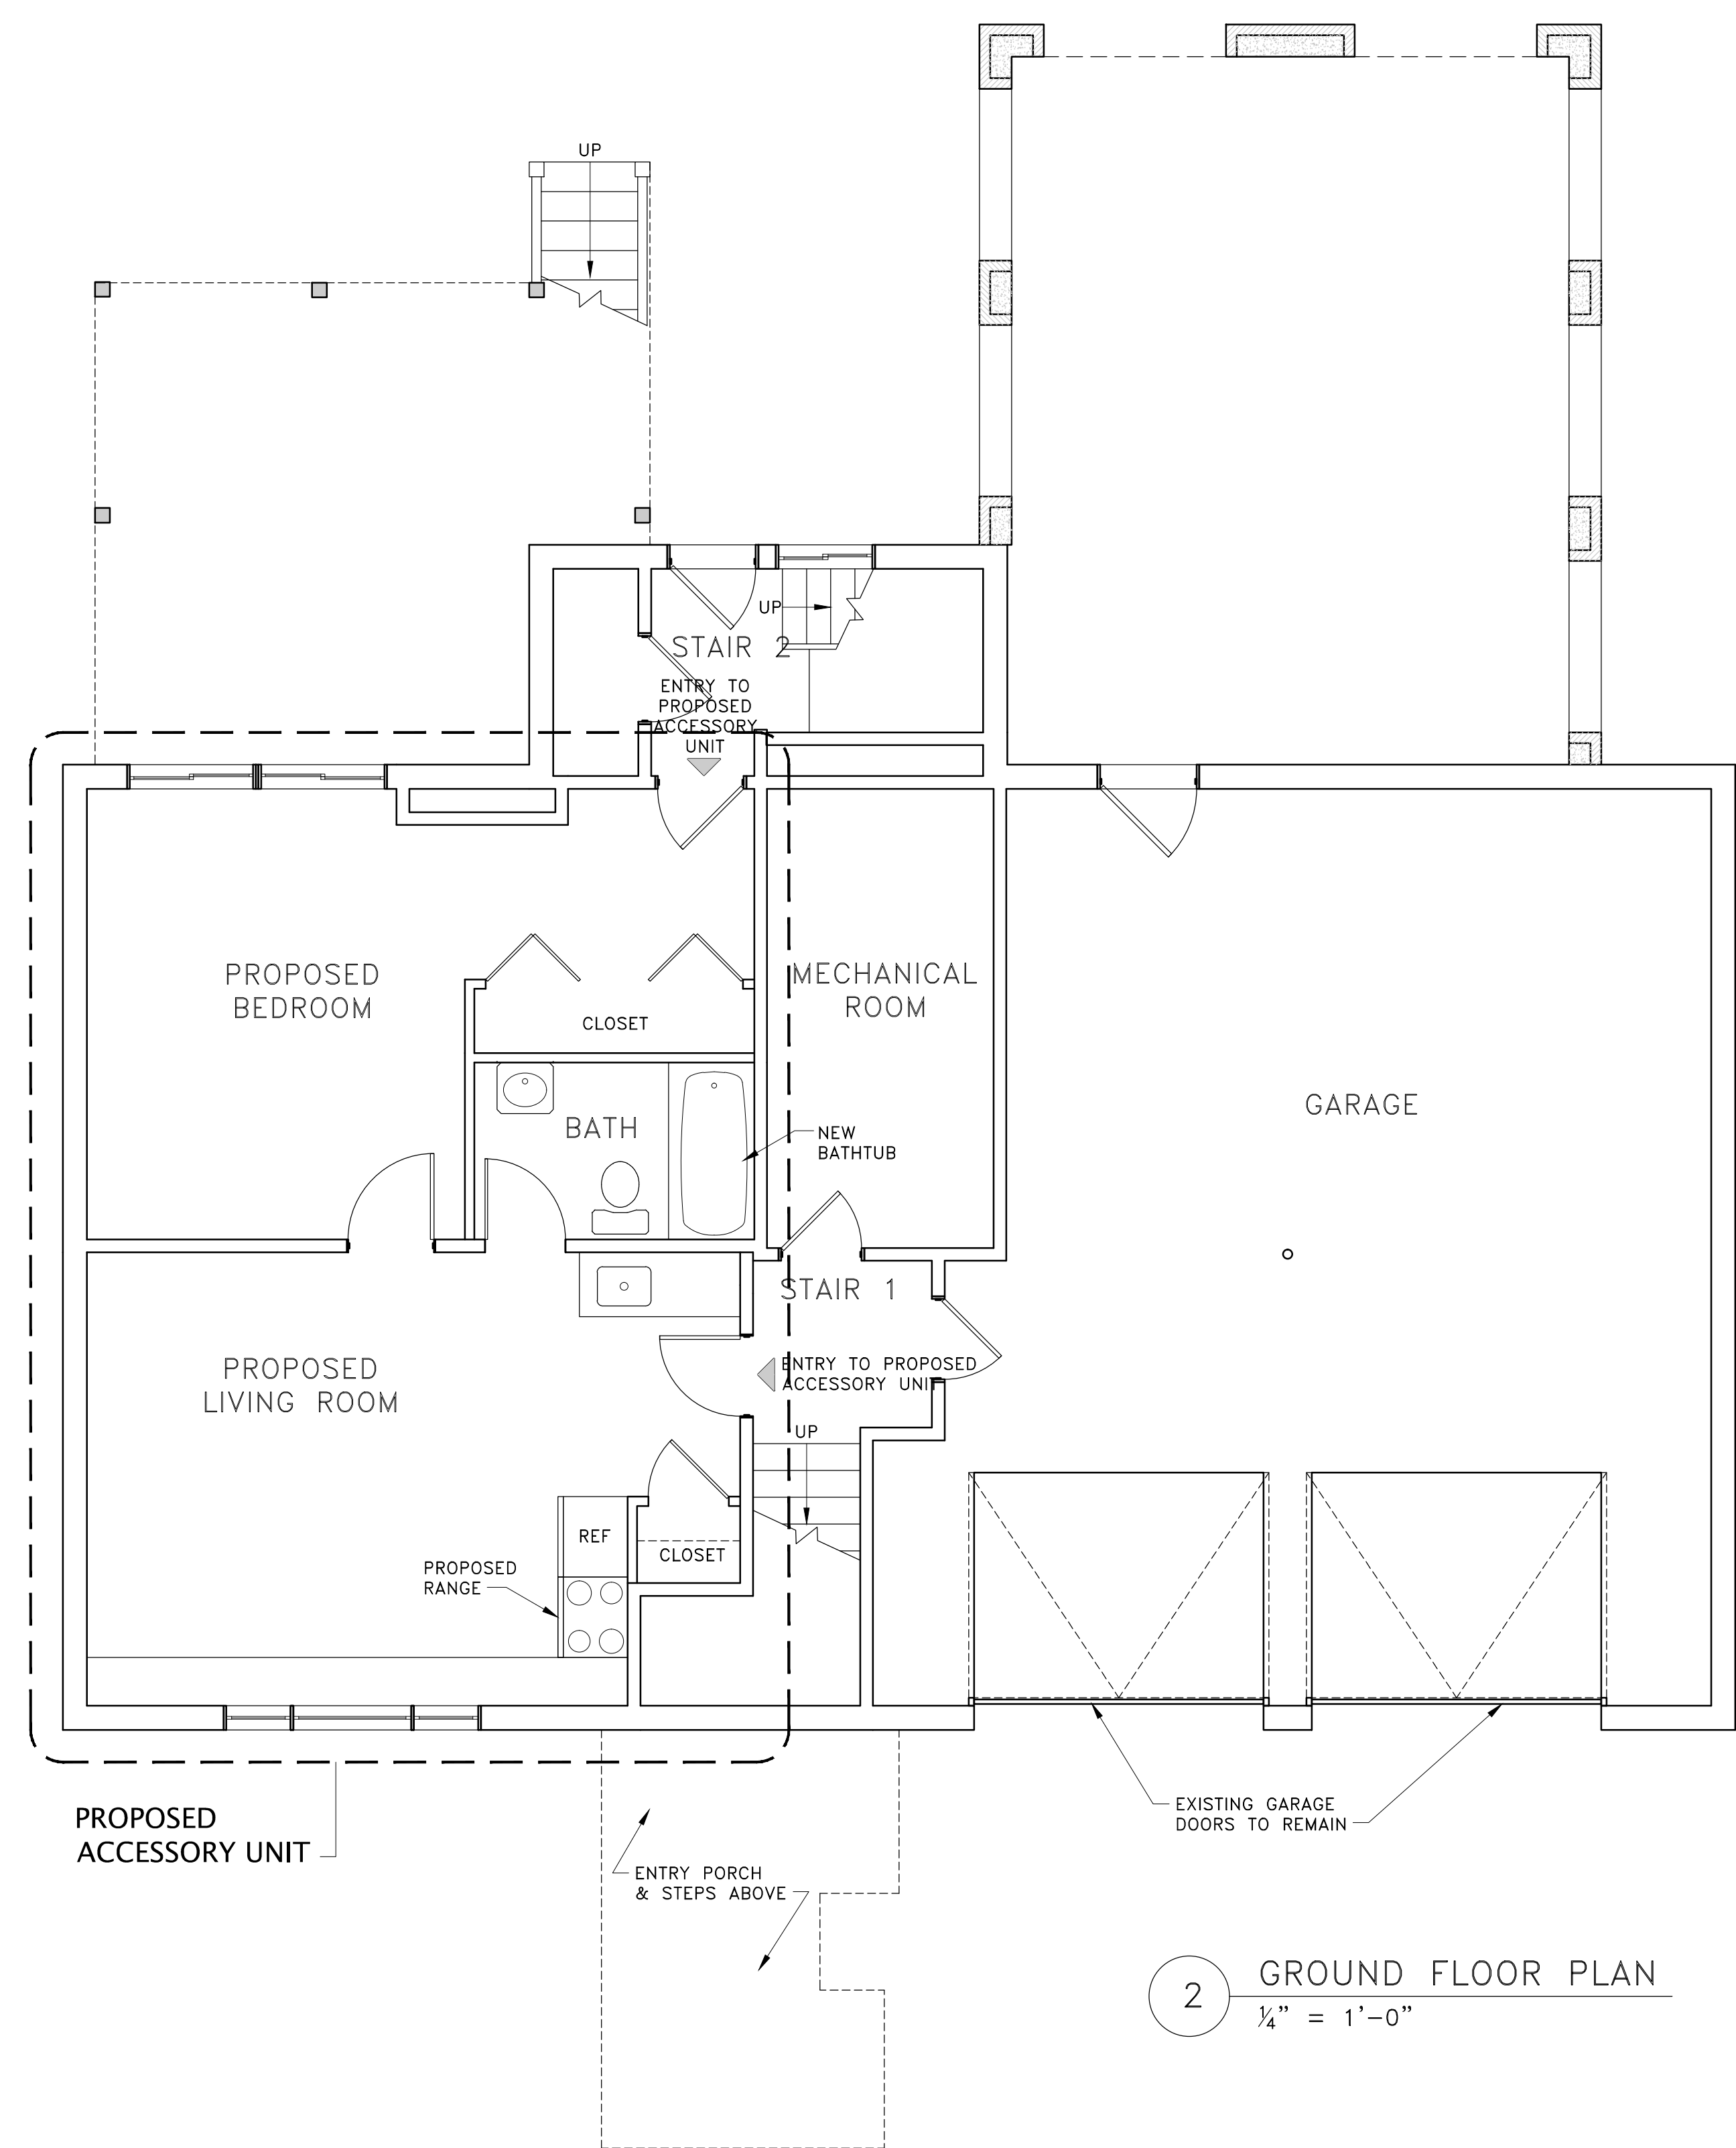 UP
UP
STAIR 2
ENTRY TO
PROPOSED
ACCESSORY
UNIT
PROPOSED
BEDROOM
MECHANICAL
ROOM
CLOSET
GARAGE
BATH
NEW
BATHTUB
STAIR 1
PROPOSED
LIVING ROOM
ENTRY TO PROPOSED
ACCESSORY UNIT
UP
REF
CLOSET
PROPOSED
RANGE
PROPOSED
ACCESSORY UNIT
EXISTING GARAGE
DOORS TO REMAIN
ENTRY PORCH
& STEPS ABOVE
2
GROUND FLOOR PLAN
¼" = 1'-0"